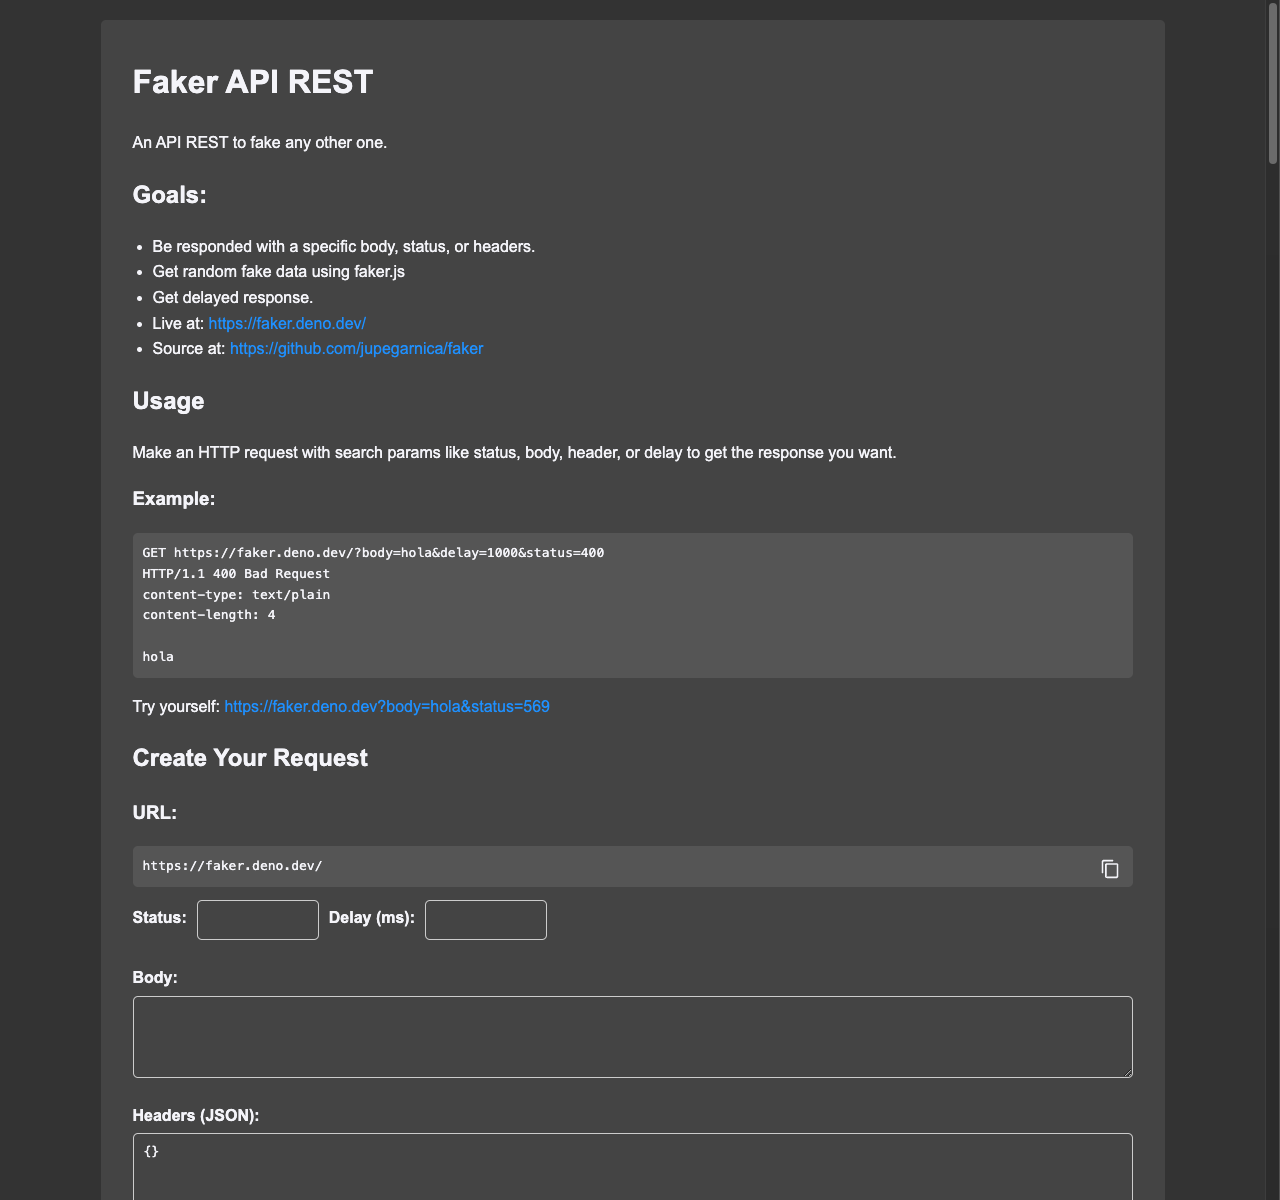 Faker API REST
An API REST to fake any other one.
Goals:
Be responded with a specific body, status, or headers.
Get random fake data using faker.js
Get delayed response.
Live at: https://faker.deno.dev/
Source at: https://github.com/jupegarnica/faker
Usage
Make an HTTP request with search params like status, body, header, or delay to get the response you want.
Example:
GET https://faker.deno.dev/?body=hola&delay=1000&status=400
HTTP/1.1 400 Bad Request
content-type: text/plain
content-length: 4
hola
Try yourself: https://faker.deno.dev?body=hola&status=569
Create Your Request
URL:
https://faker.deno.dev/
Status: Delay (ms):
Body:
Headers (JSON):
{}